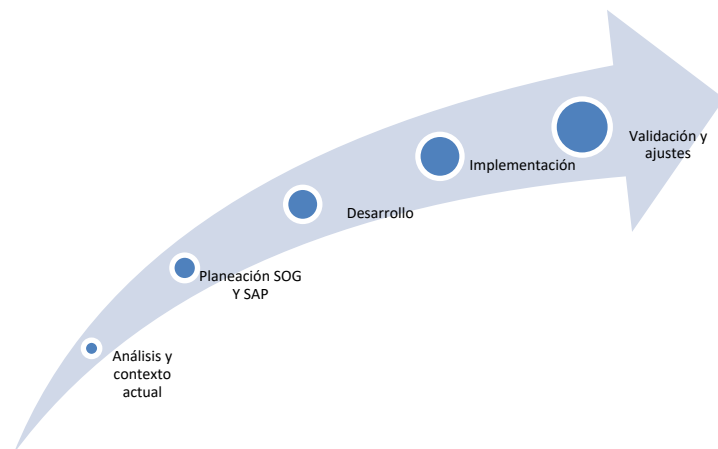 Análisis y
contexto
actual
Planeación SOG
Y SAP
Desarrollo
Implementación
Validación y
ajustes